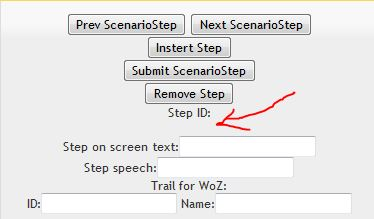 Prev ScenarioStep Next ScenarioStep
Instert Step
Submit ScenarioStep
Remove Step
Step ID:
Step on screen text:
Step speech:
Trail for WoZ:
ID: Name: